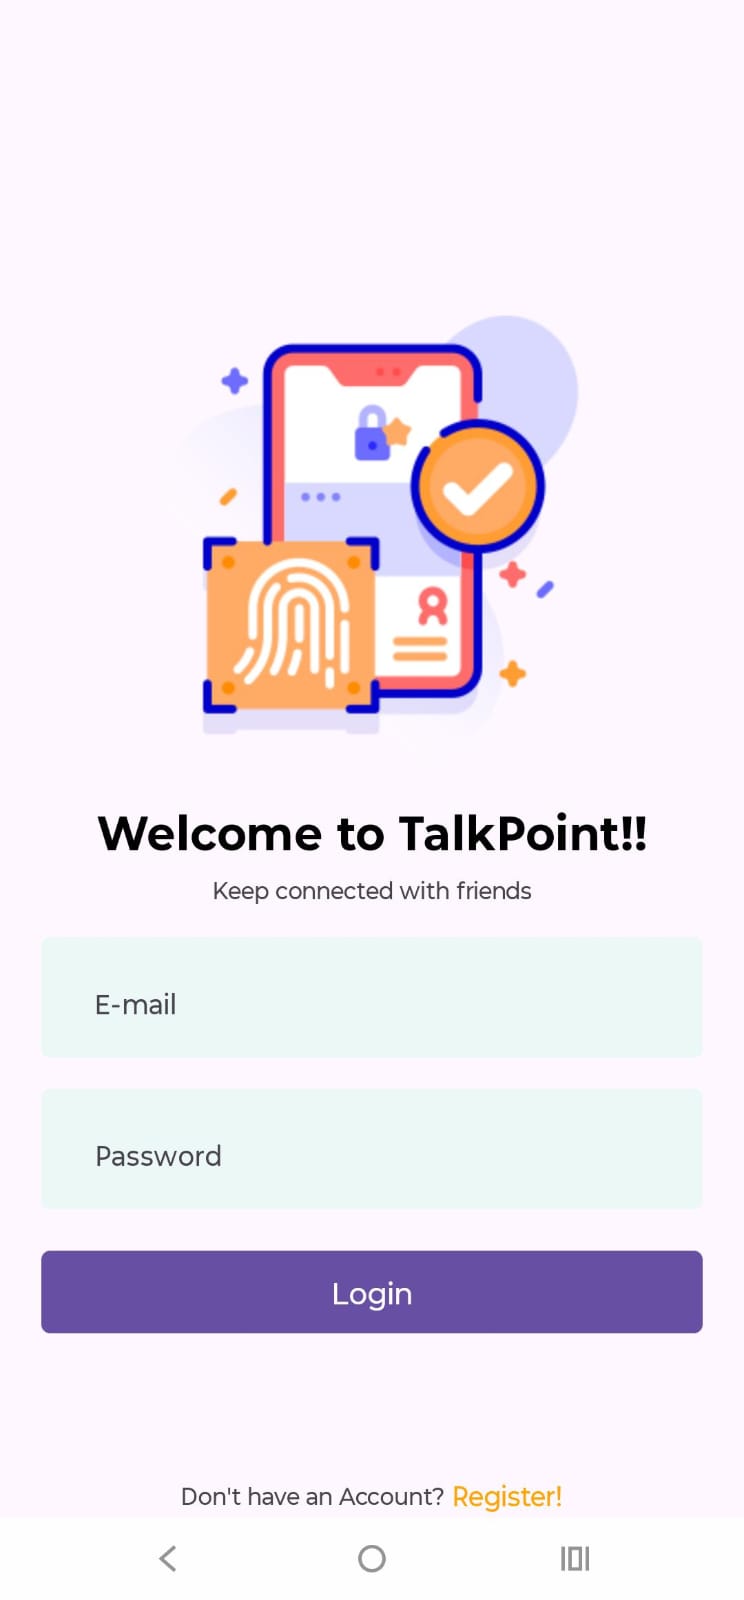 Welcome to TalkPoint!!
Keep connected with friends
E-mail
Password
Login
Don't have an Account? Register!